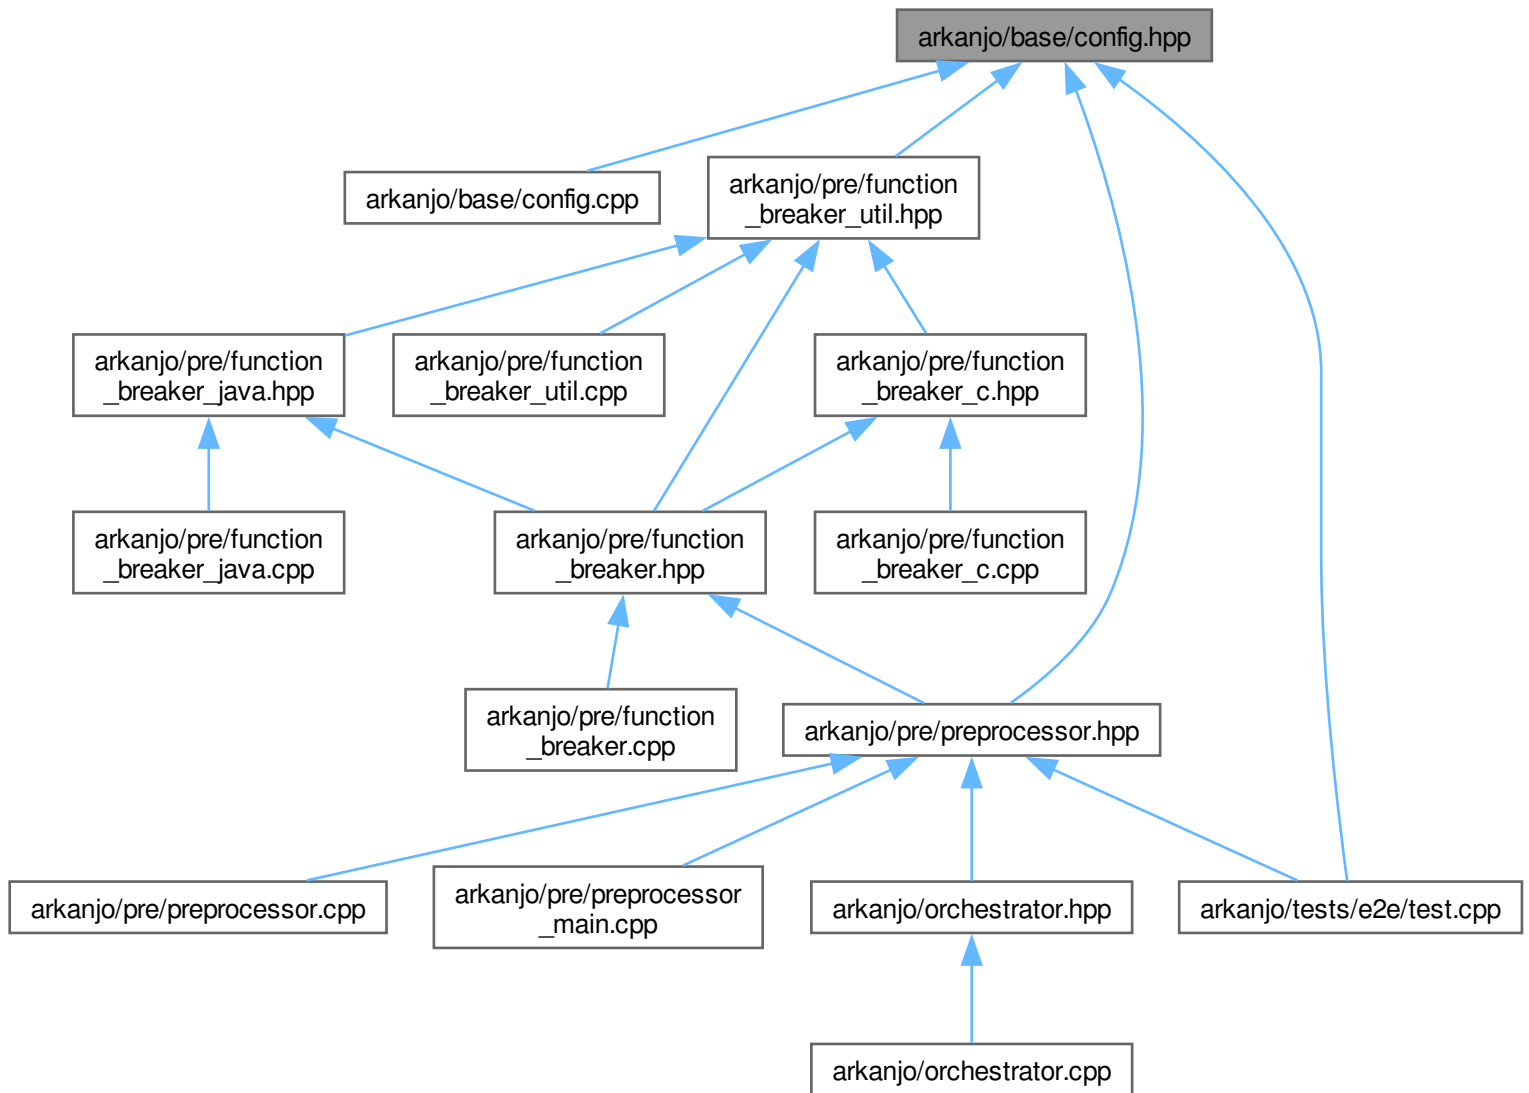 arkanjo/base/config.hpp
arkanjo/base/config.cpp
arkanjo/pre/function
_breaker_util.hpp
arkanjo/pre/function
_breaker_java.hpp
arkanjo/pre/function
_breaker_util.cpp
arkanjo/pre/function
_breaker_c.hpp
arkanjo/pre/function
_breaker_java.cpp
arkanjo/pre/function
_breaker.hpp
arkanjo/pre/function
_breaker_c.cpp
arkanjo/pre/function
_breaker.cpp
arkanjo/pre/preprocessor.hpp
arkanjo/pre/preprocessor.cpp
arkanjo/pre/preprocessor
_main.cpp
arkanjo/orchestrator.hpp
arkanjo/tests/e2e/test.cpp
arkanjo/orchestrator.cpp